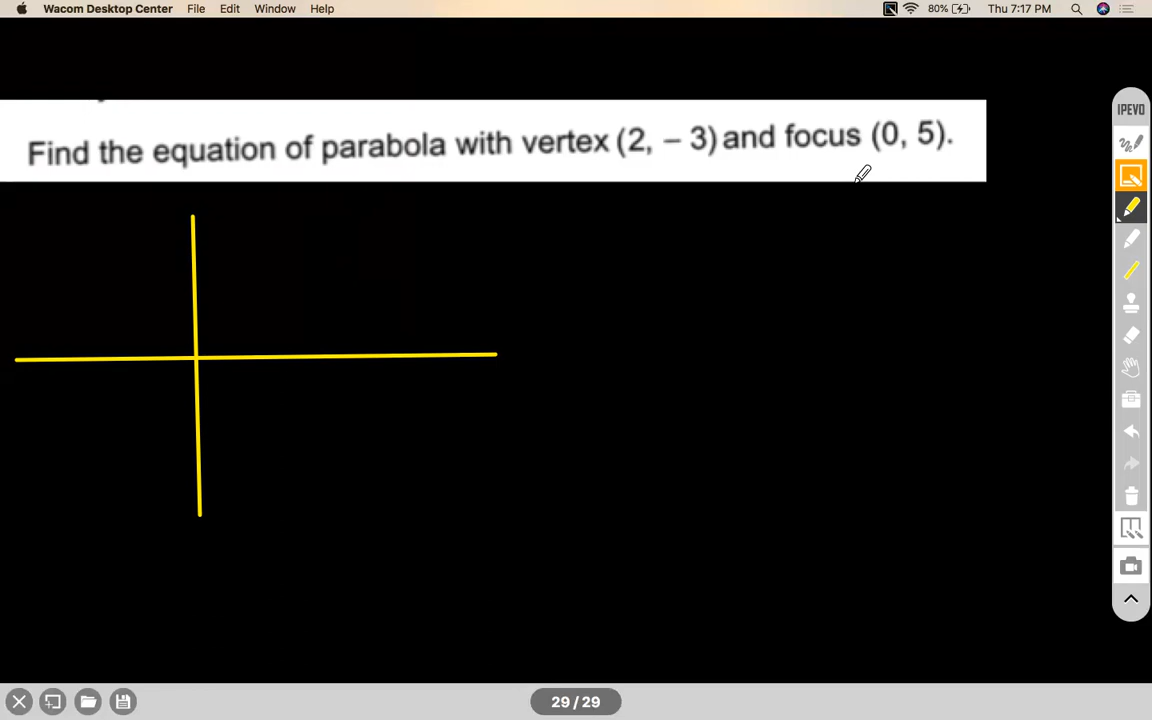 Wacom Desktop Center File Edit Window Help 80% Thu 7:17 PM
IPEVO
Find the equation of parabola with vertex (2, – 3) and focus (0, 5).
29 / 29